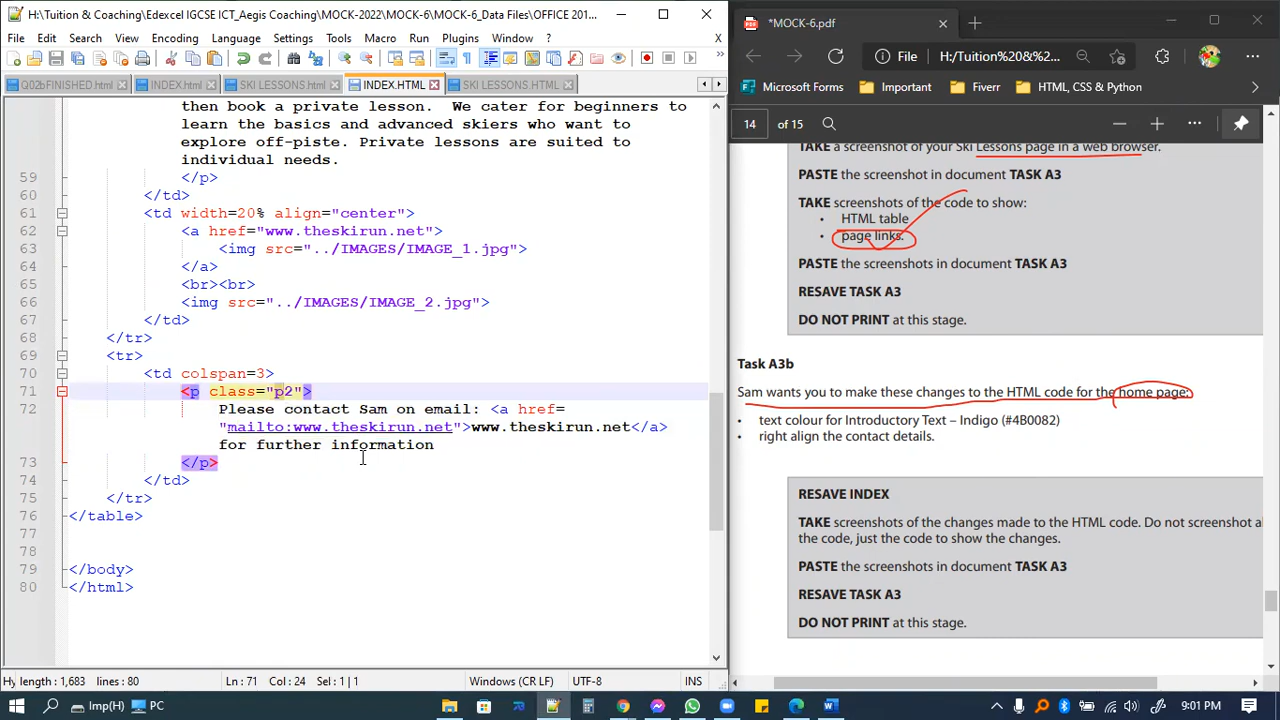 H:\Tuition & Coaching\Edexcel IGCSE ICT_Aegis Coaching\MOCK-2022\MOCK-6\MOCK-6_Data Files\OFFICE 201...
File Edit Search View Encoding Language Settings Tools Macro Run Plugins Window ? X
Q02bFINISHED.html INDEX.html SKI LESSONS.html INDEX.HTML SKI LESSONS.HTML
then book a private lesson.  We cater for beginners to
learn the basics and advanced skiers who want to
explore off-piste. Private lessons are suited to
individual needs.
59 </p>
60 </td>
61 <td width=20% align="center">
62 <a href="www.theskirun.net">
63 <img src="../IMAGES/IMAGE_1.jpg">
64 </a>
65 <br><br>
66 <img src="../IMAGES/IMAGE_2.jpg">
67 </td>
68 </tr>
69 <tr>
70 <td colspan=3>
71 <p class="p2">
72 Please contact Sam on email: <a href=
"mailto:www.theskirun.net">www.theskirun.net</a>
for further information
73 </p>
74 </td>
75 </tr>
76 </table>
77
78
79 </body>
80 </html>
Hy length : 1,683 lines : 80 Ln : 71 Col : 24 Sel : 1 | 1 Windows (CR LF) UTF-8 INS
*MOCK-6.pdf
File H:/Tuition%20&%2...
Microsoft Forms Important Fiverr HTML, CSS & Python
14 of 15
TAKE a screenshot of your Ski Lessons page in a web browser.
PASTE the screenshot in document TASK A3
TAKE screenshots of the code to show:
• HTML table
• page links.
PASTE the screenshots in document TASK A3
RESAVE TASK A3
DO NOT PRINT at this stage.
Task A3b
Sam wants you to make these changes to the HTML code for the home page:
• text colour for Introductory Text – Indigo (#4B0082)
• right align the contact details.
RESAVE INDEX
TAKE screenshots of the changes made to the HTML code. Do not screenshot al
the code, just the code to show the changes.
PASTE the screenshots in document TASK A3
RESAVE TASK A3
DO NOT PRINT at this stage.
Imp(H) PC 9:01 PM